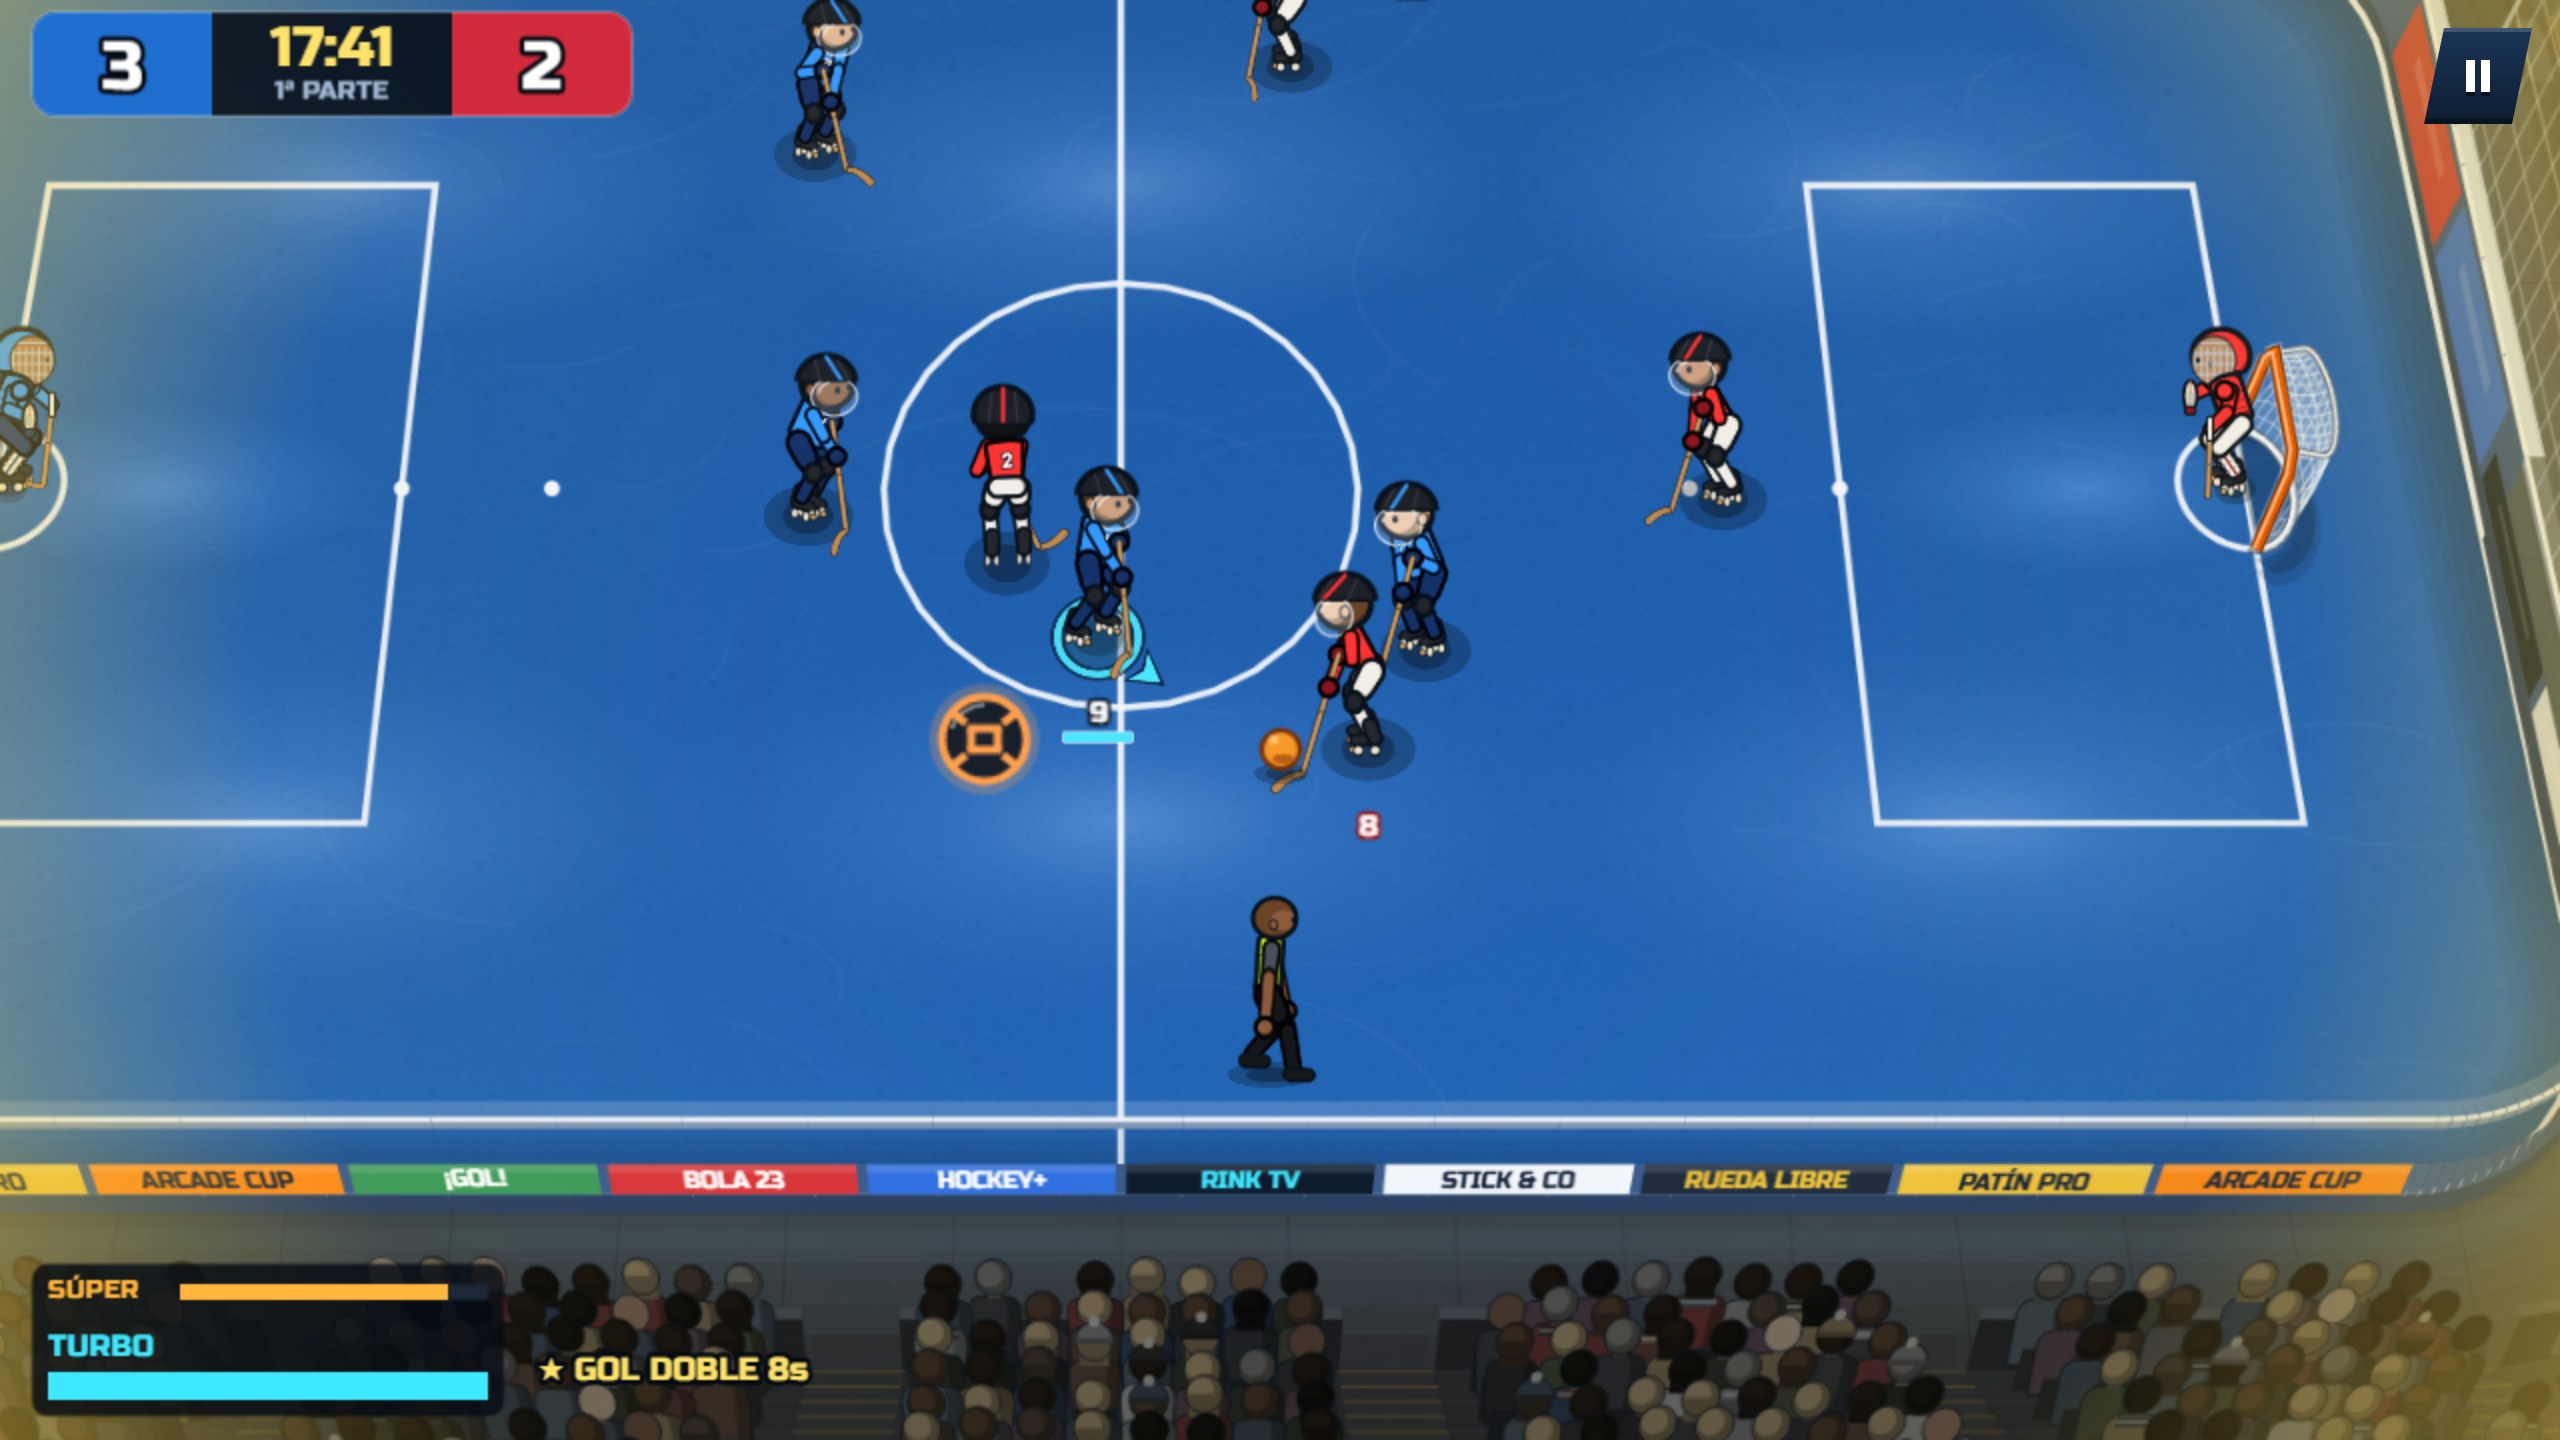 3 17:41 2
1ª PARTE
2
9
8
RO ARCADE CUP ¡GOL! BOLA 23 HOCKEY+ RINK TV STICK & CO RUEDA LIBRE PATÍN PRO ARCADE CUP
SÚPER
TURBO
★ GOL DOBLE 8s